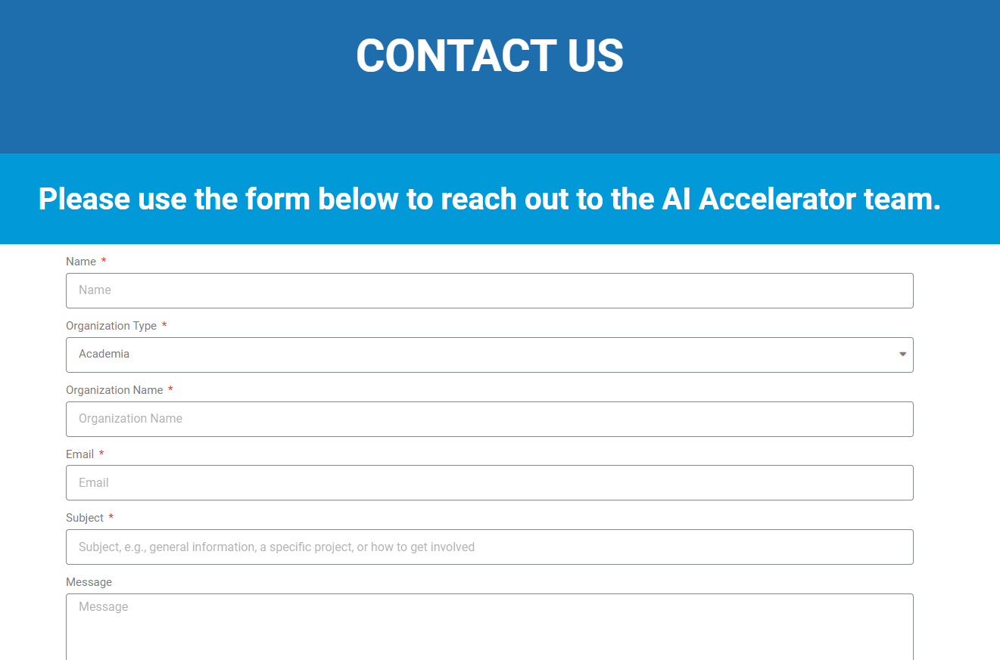 CONTACT US
Please use the form below to reach out to the AI Accelerator team.
Name *
Name
Organization Type *
Academia
Organization Name *
Organization Name
Email *
Email
Subject *
Subject, e.g., general information, a specific project, or how to get involved
Message
Message